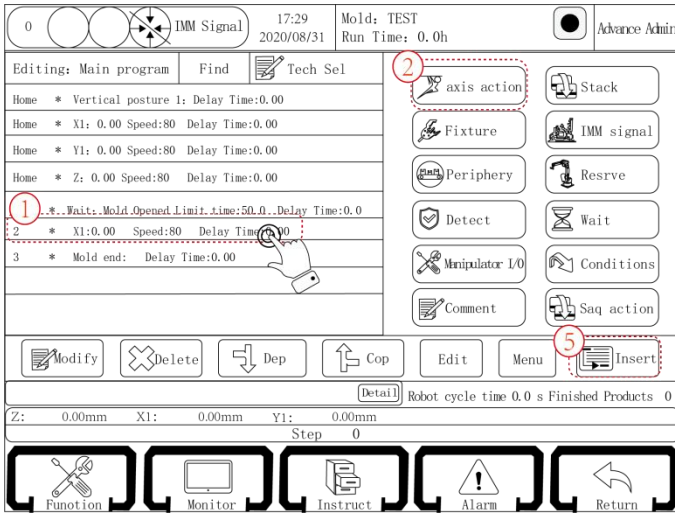 0 IMM Signal 17:29 2020/08/31 Mold: TEST Run Time: 0.0h Advance Admin
Editing: Main program Find Tech Sel
Home * Vertical posture 1: Delay Time:0.00
Home * X1: 0.00 Speed:80 Delay Time:0.00
Home * Y1: 0.00 Speed:80 Delay Time:0.00
Home * Z: 0.00 Speed:80 Delay Time:0.00
1 * Wait: Mold Opened Limit time:50.0 Delay Time:0.0
2 * X1:0.00 Speed:80 Delay Time:0.00
3 * Mold end: Delay Time:0.00
2
axis action Stack
Fixture IMM signal
Periphery Resrve
Detect Wait
Manipulator I/O Conditions
Comment Saq action
5
Modify Delete Dep Cop Edit Menu Insert
Detail Robot cycle time 0.0 s Finished Products 0
Z: 0.00mm X1: 0.00mm Y1: 0.00mm
Step 0
Funotion Monitor Instruct Alarm Return